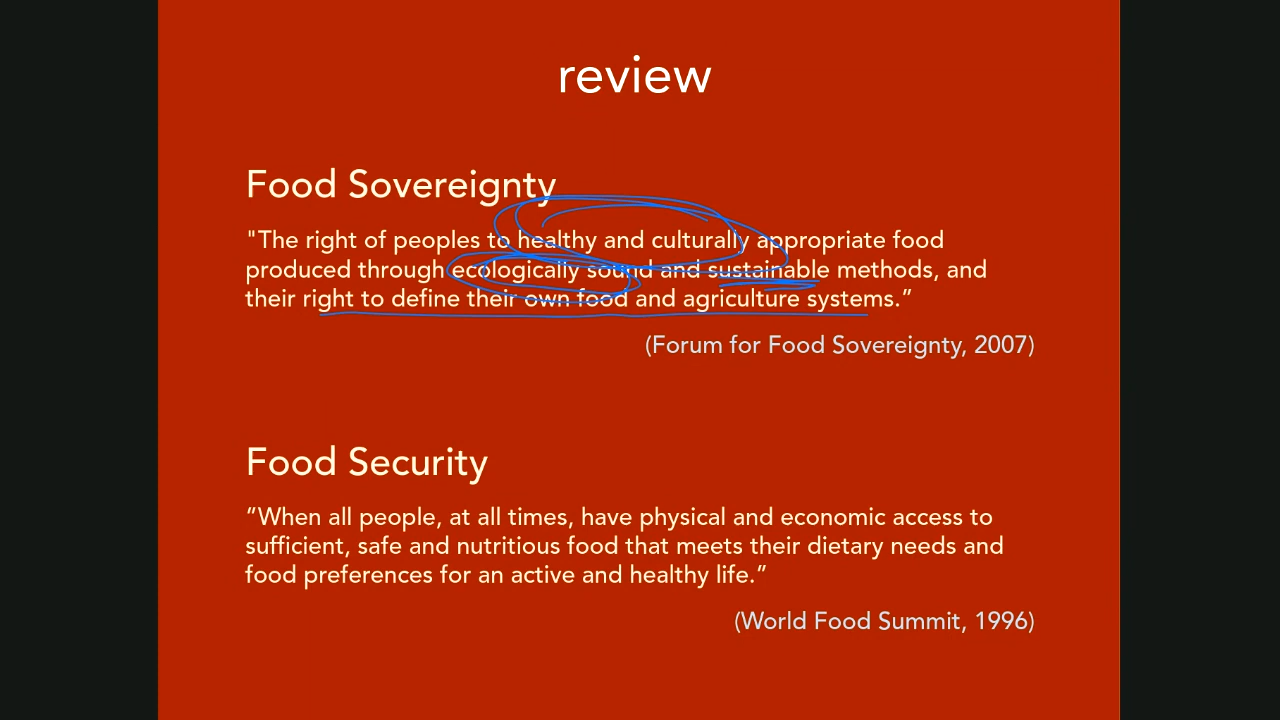 review
Food Sovereignty
"The right of peoples to healthy and culturally appropriate food
produced through ecologically sound and sustainable methods, and
their right to define their own food and agriculture systems.”
(Forum for Food Sovereignty, 2007)
Food Security
“When all people, at all times, have physical and economic access to
sufficient, safe and nutritious food that meets their dietary needs and
food preferences for an active and healthy life.”
(World Food Summit, 1996)